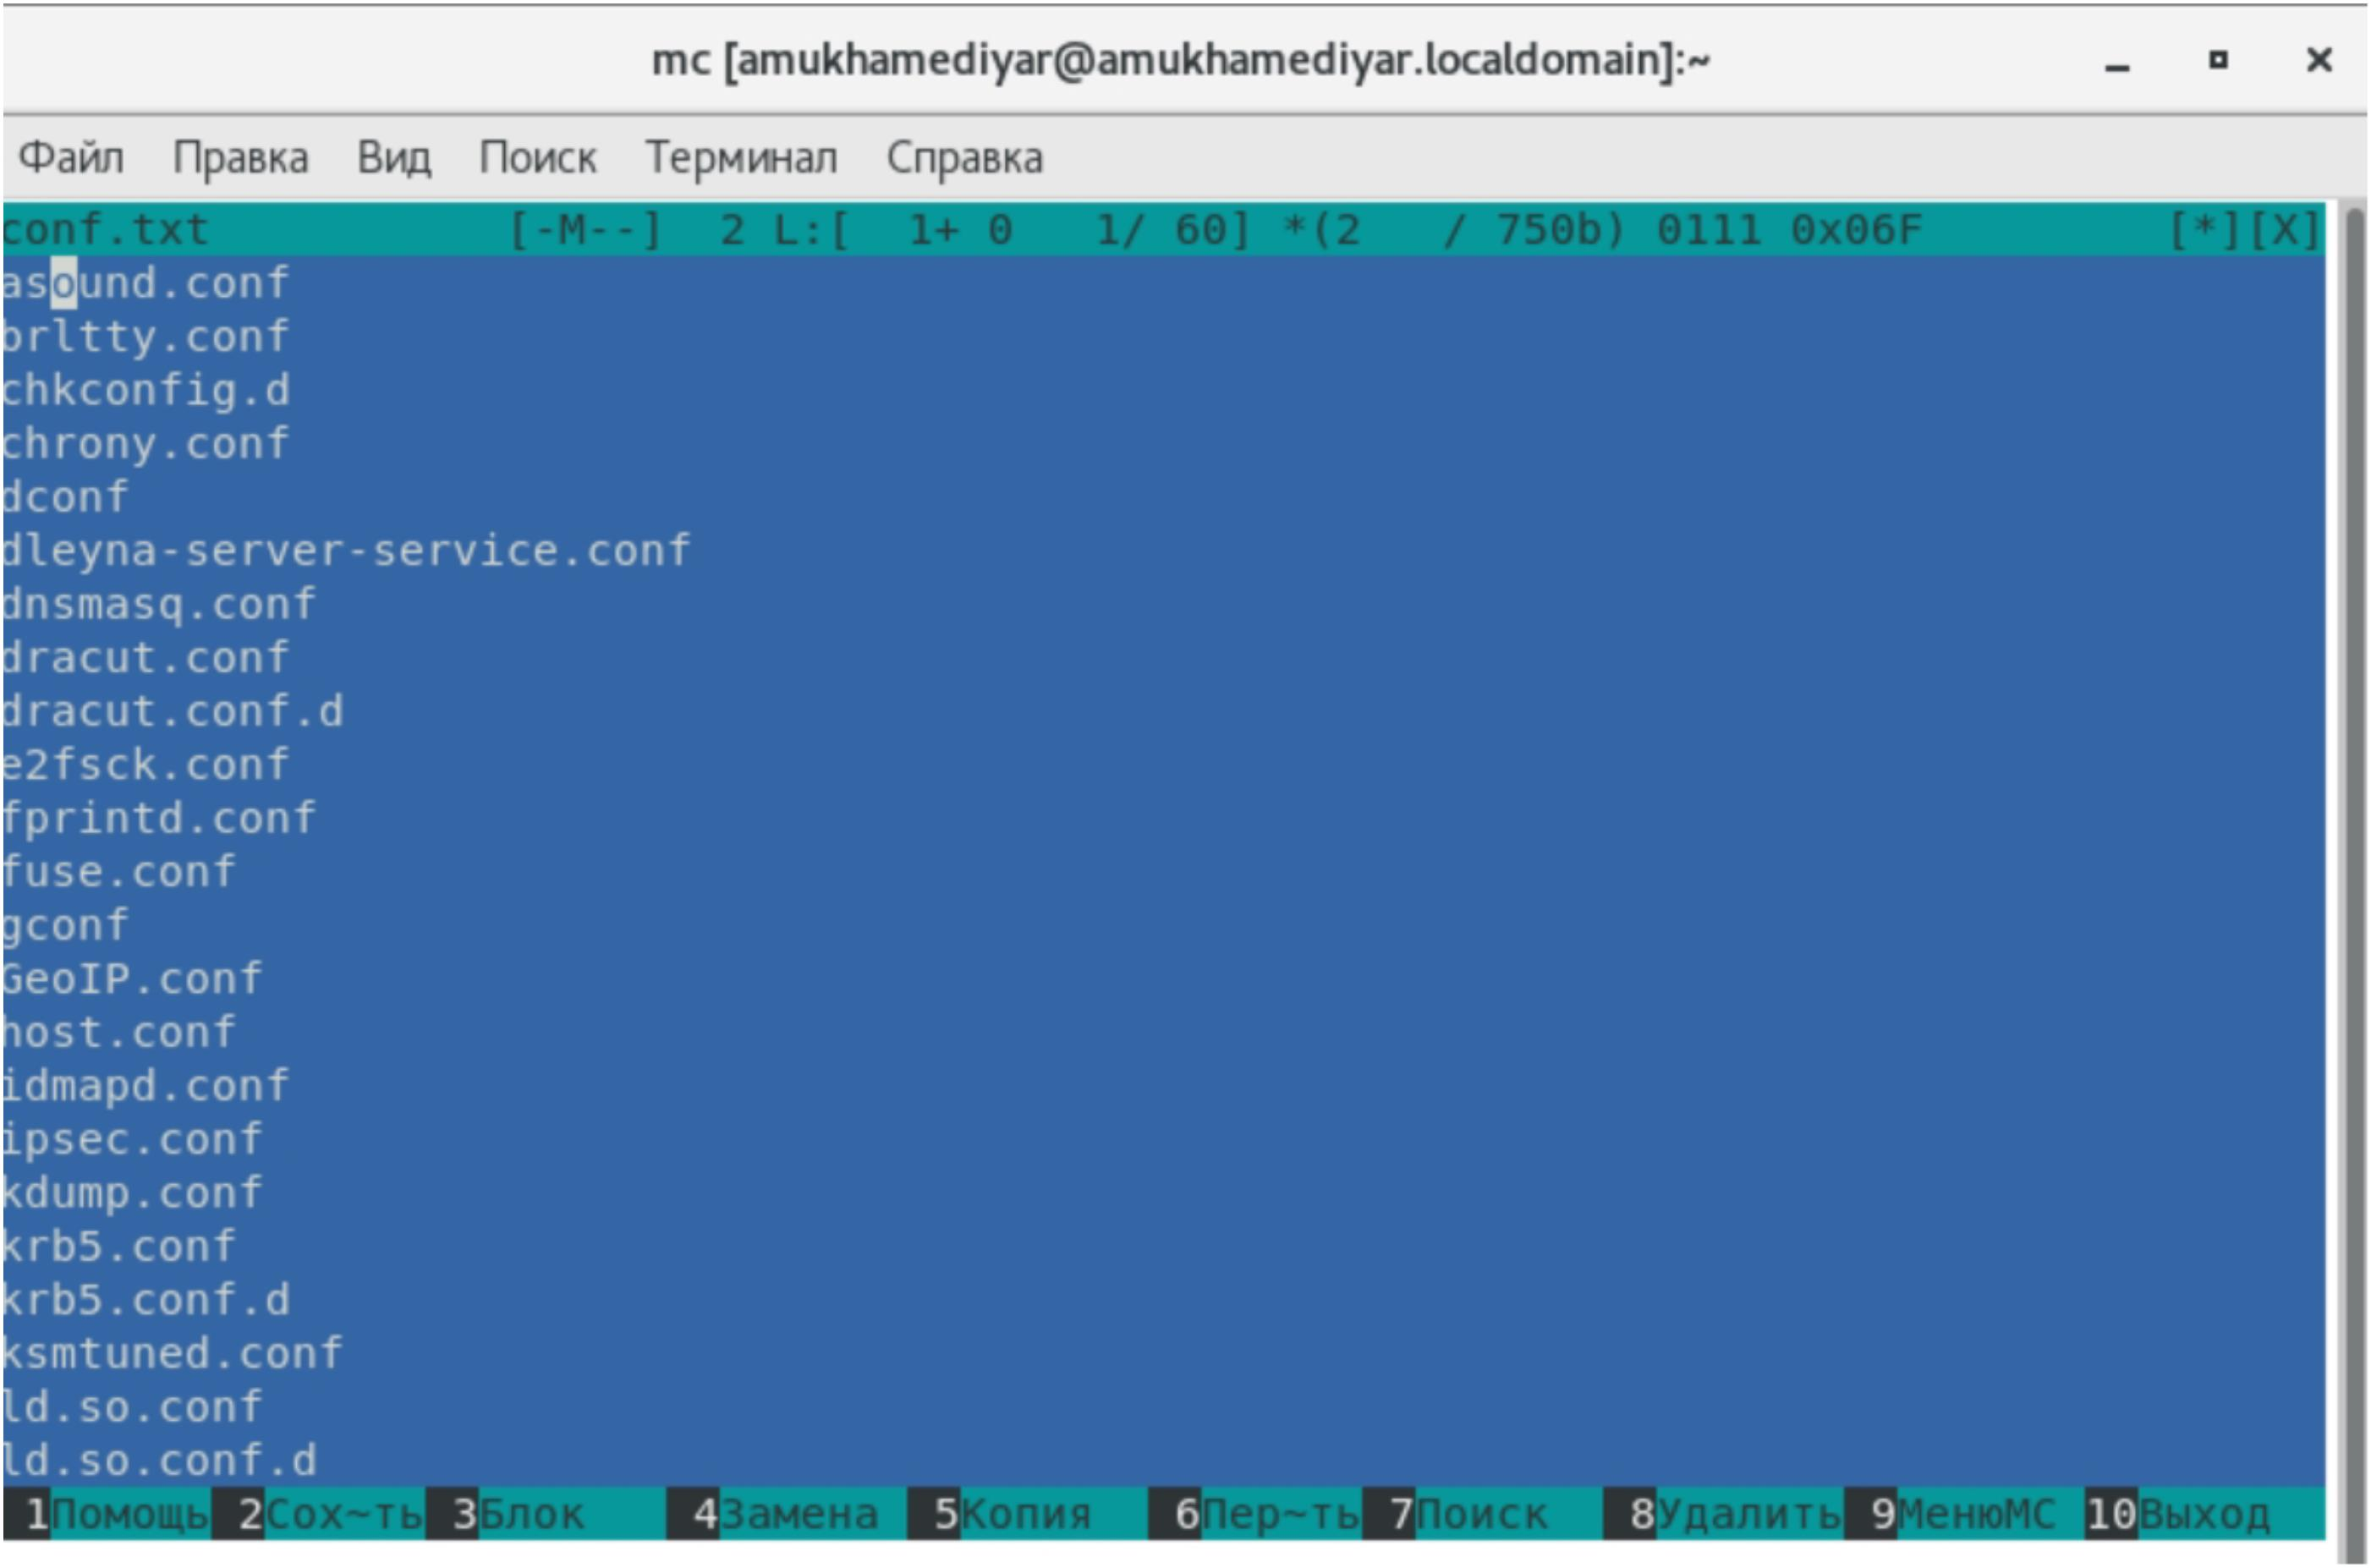 mc [amukhamediyar@amukhamediyar.localdomain]:~
Файл Правка Вид Поиск Терминал Справка
conf.txt [-M--] 2 L:[ 1+ 0 1/ 60] *(2 / 750b) 0111 0x06F [*][X]
asound.conf
brltty.conf
chkconfig.d
chrony.conf
dconf
dleyna-server-service.conf
dnsmasq.conf
dracut.conf
dracut.conf.d
e2fsck.conf
fprintd.conf
fuse.conf
gconf
GeoIP.conf
host.conf
idmapd.conf
ipsec.conf
kdump.conf
krb5.conf
krb5.conf.d
ksmtuned.conf
ld.so.conf
ld.so.conf.d
1Помощь 2Сох~ть 3Блок 4Замена 5Копия 6Пер~ть 7Поиск 8Удалить 9МенюMC 10Выход